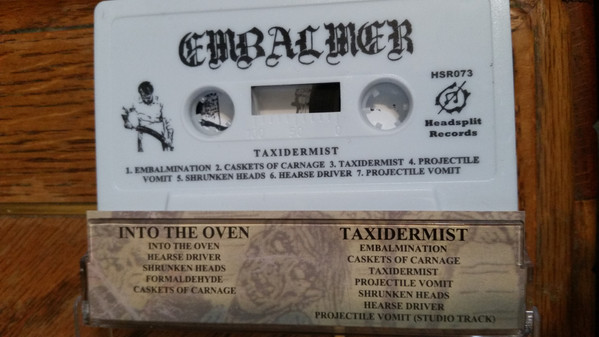 EMBALMER
HSR073
Headsplit
Records
TAXIDERMIST
1. EMBALMINATION 2. CASKETS OF CARNAGE 3. TAXIDERMIST 4. PROJECTILE
VOMIT 5. SHRUNKEN HEADS 6. HEARSE DRIVER 7. PROJECTILE VOMIT
INTO THE OVEN
INTO THE OVEN
HEARSE DRIVER
SHRUNKEN HEADS
FORMALDEHYDE
CASKETS OF CARNAGE
TAXIDERMIST
EMBALMINATION
CASKETS OF CARNAGE
TAXIDERMIST
PROJECTILE VOMIT
SHRUNKEN HEADS
HEARSE DRIVER
PROJECTILE VOMIT (STUDIO TRACK)